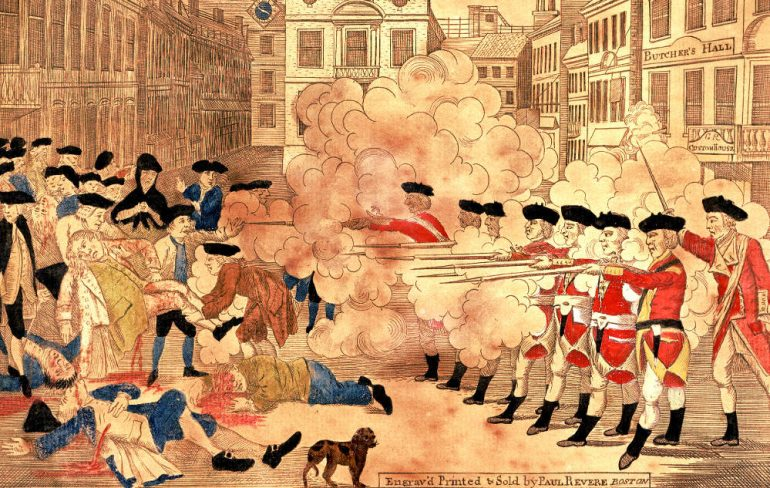 BUTCHER'S HALL
CUSTOM HOUSE
Engrav'd Printed & Sold by PAUL REVERE BOSTON